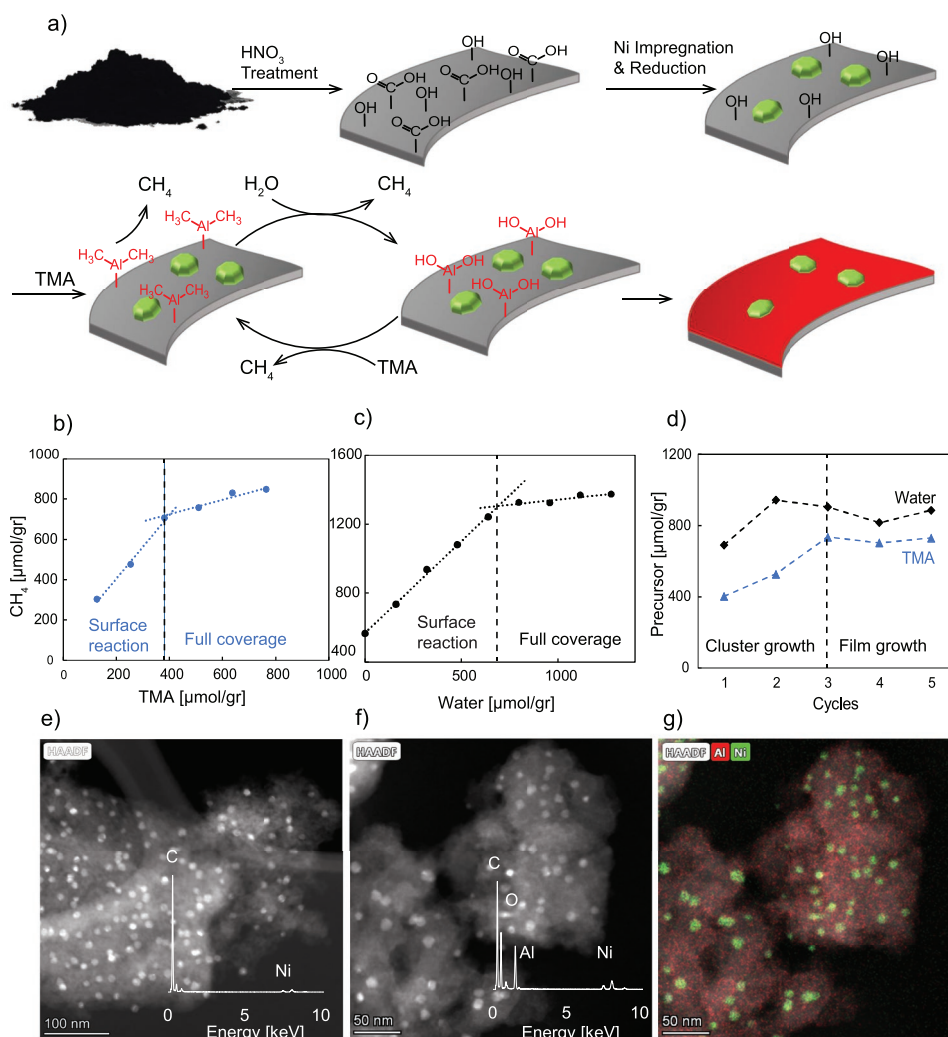 a)
HNO3
Treatment
OH
O C OH
O C OH
O C OH
OH
OH
OH
O C OH
Ni Impregnation
& Reduction
OH
OH
OH
CH4
H3C Al CH3
H3C Al CH3
H3C Al CH3
TMA
H2O
CH4
HO Al OH
HO Al OH
HO Al OH
CH4
TMA
b)
1000
800
600
400
200
0
CH4 [µmol/gr]
Surface
reaction
Full coverage
0 200 400 600 800 1000
TMA [µmol/gr]
c)
1600
1300
1000
700
400
Surface
reaction
Full coverage
0 500 1000
Water [µmol/gr]
d)
1200
800
400
0
Precursor [µmol/gr]
Water
TMA
Cluster growth
Film growth
1 2 3 4 5
Cycles
e)
HAADF
C
Ni
0 5 10
Energy [keV]
100 nm
f)
HAADF
C
O
Al
Ni
0 5 10
Energy [keV]
50 nm
g)
HAADF Al Ni
50 nm